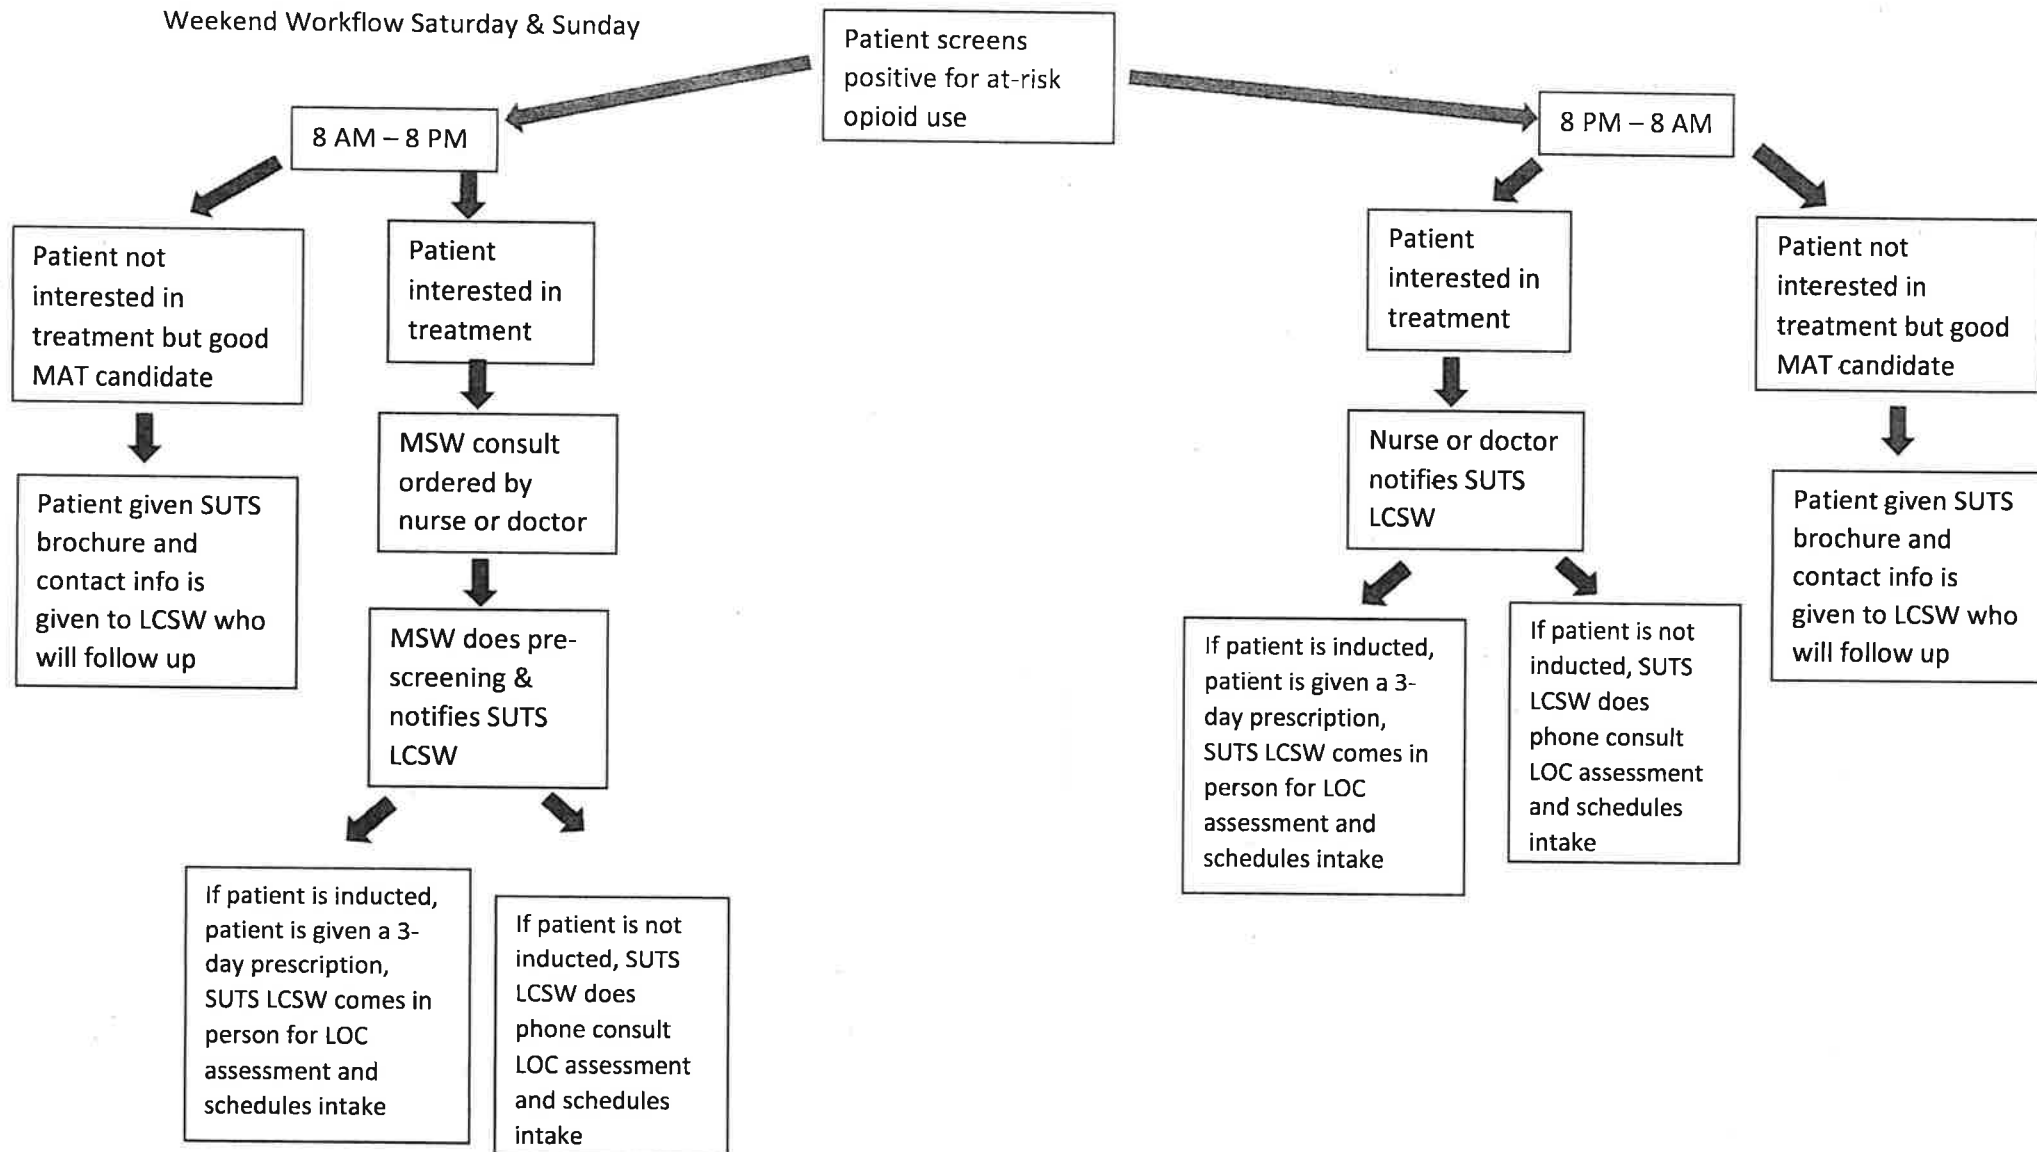 Weekend Workflow Saturday & Sunday
Patient screens
positive for at-risk
opioid use
8 AM – 8 PM
8 PM – 8 AM
Patient not
interested in
treatment but good
MAT candidate
Patient given SUTS
brochure and
contact info is
given to LCSW who
will follow up
Patient
interested in
treatment
MSW consult
ordered by
nurse or doctor
MSW does pre-
screening &
notifies SUTS
LCSW
If patient is inducted,
patient is given a 3-
day prescription,
SUTS LCSW comes in
person for LOC
assessment and
schedules intake
If patient is not
inducted, SUTS
LCSW does
phone consult
LOC assessment
and schedules
intake
Patient
interested in
treatment
Nurse or doctor
notifies SUTS
LCSW
If patient is inducted,
patient is given a 3-
day prescription,
SUTS LCSW comes in
person for LOC
assessment and
schedules intake
If patient is not
inducted, SUTS
LCSW does
phone consult
LOC assessment
and schedules
intake
Patient not
interested in
treatment but good
MAT candidate
Patient given SUTS
brochure and
contact info is
given to LCSW who
will follow up